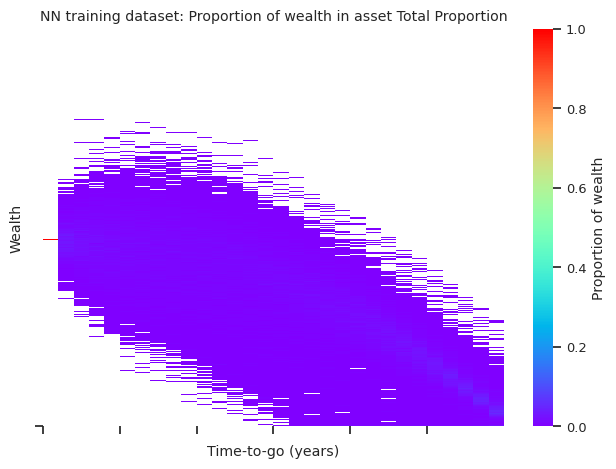 NN training dataset: Proportion of wealth in asset Total Proportion
1.0
0.8
0.6
0.4
0.2
0.0
Proportion of wealth
Wealth
Time-to-go (years)